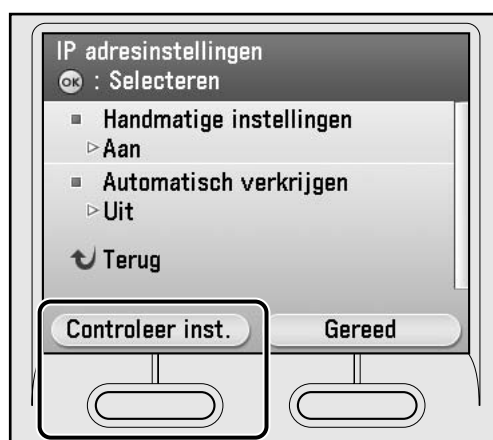 IP adresinstellingen
OK : Selecteren
Handmatige instellingen
Aan
Automatisch verkrijgen
Uit
Terug
Controleer inst. Gereed